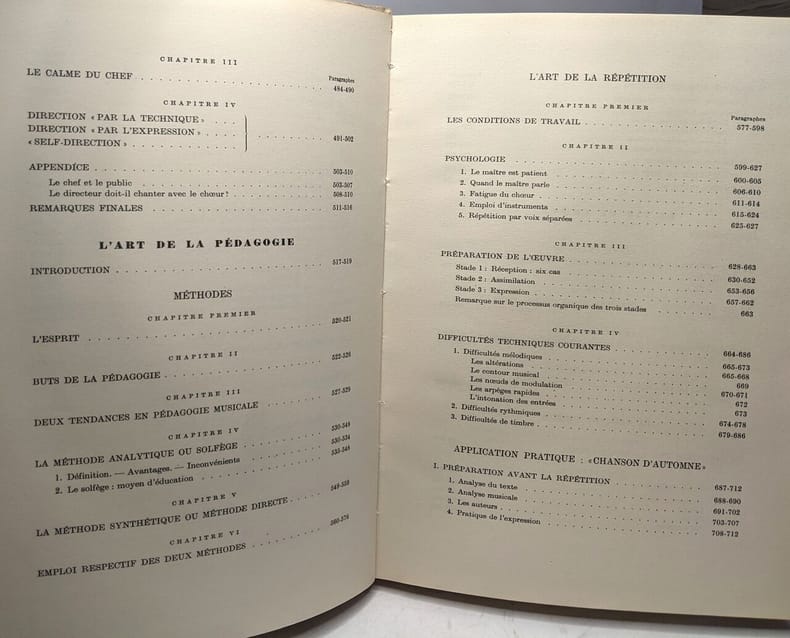 CHAPITRE III
Paragraphes
LE CALME DU CHEF 484-490
CHAPITRE IV
DIRECTION « PAR LA TECHNIQUE »
DIRECTION « PAR L'EXPRESSION » 491-502
« SELF-DIRECTION »
APPENDÍCE 503-510
Le chef et le public 503-507
Le directeur doit-il chanter avec le chœur? 508-510
REMARQUES FINALES 511-516
L'ART DE LA PÉDAGOGIE
INTRODUCTION 517-519
MÉTHODES
CHAPITRE PREMIER
L'ESPRIT 520-521
CHAPITRE II
BUTS DE LA PÉDAGOGIE 522-526
CHAPITRE III
DEUX TENDANCES EN PÉDAGOGIE MUSICALE 527-529
CHAPITRE IV
LA MÉTHODE ANALYTIQUE OU SOLFÈGE 530-548
1. Définition. — Avantages. — Inconvénients 530-534
2. Le solfège : moyen d'éducation 535-548
CHAPITRE V
LA MÉTHODE SYNTHÉTIQUE OU MÉTHODE DIRECTE 549-559
CHAPITRE VI
EMPLOI RESPECTIF DES DEUX MÉTHODES 560-576
L'ART DE LA RÉPÉTITION
CHAPITRE PREMIER
Paragraphes
LES CONDITIONS DE TRAVAIL 577-598
CHAPITRE II
PSYCHOLOGIE 599-627
1. Le maître est patient 600-605
2. Quand le maître parle 606-610
3. Fatigue du chœur 611-614
4. Emploi d'instruments 615-624
5. Répétition par voix séparées 625-627
CHAPITRE III
PRÉPARATION DE L'ŒUVRE 628-663
Stade 1 : Réception : six cas 630-652
Stade 2 : Assimilation 653-656
Stade 3 : Expression 657-662
Remarque sur le processus organique des trois stades 663
CHAPITRE IV
DIFFICULTÉS TECHNIQUES COURANTES 664-686
1. Difficultés mélodiques 665-673
Les altérations 665-668
Le contour musical 669
Les nœuds de modulation 670-671
Les arpèges rapides 672
L'intonation des entrées 673
2. Difficultés rythmiques 674-678
3. Difficultés de timbre 679-686
APPLICATION PRATIQUE : «CHANSON D'AUTOMNE»
I. PRÉPARATION AVANT LA RÉPÉTITION 687-712
1. Analyse du texte 688-690
2. Analyse musicale 691-702
3. Les auteurs 703-707
4. Pratique de l'expression 708-712